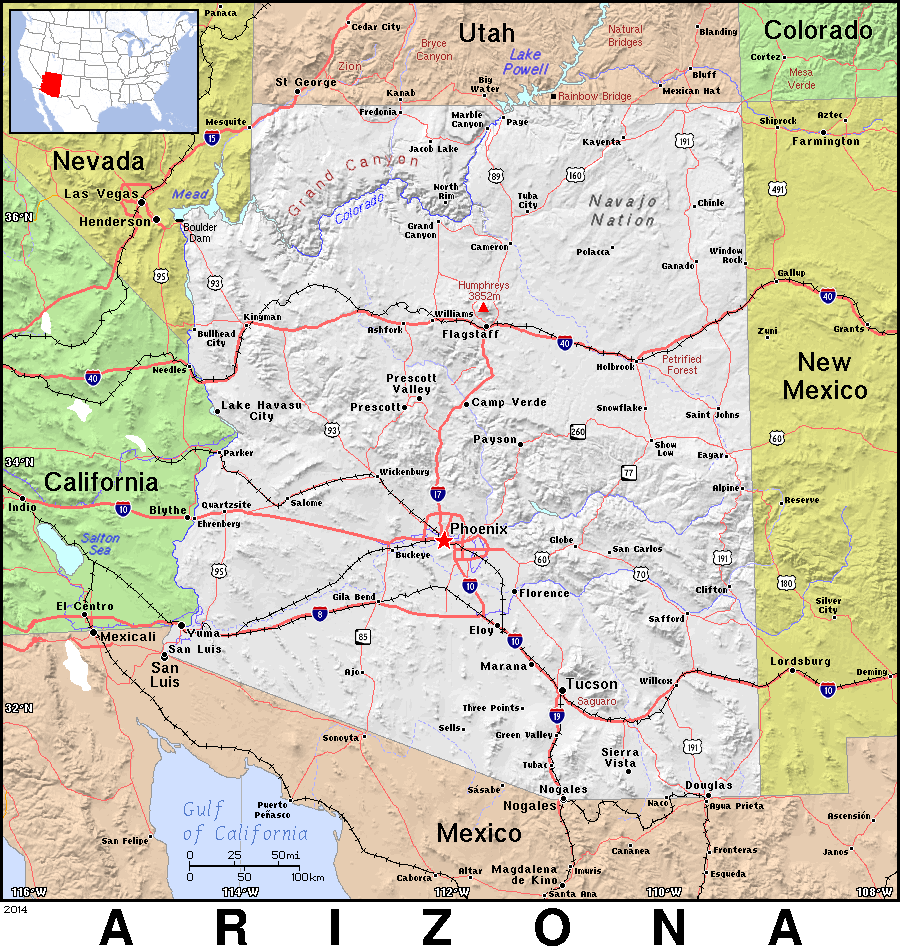 Panaca
Cedar City
Utah
Natural
Bridges
Blanding
Colorado
Bryce
Canyon
Zion
Lake
Powell
Cortez
Mesa
Verde
St George
Kanab
Big
Water
Bluff
Mexican Hat
Rainbow Bridge
Mesquite
15
Fredonia
Marble
Canyon
Page
Shiprock
Aztec
Farmington
Nevada
Jacob Lake
Kayenta
191
Grand Canyon
89
160
491
Las Vegas
Mead
North
Rim
Tuba
City
Navajo
Nation
Chinle
36°N
Henderson
Colorado
Boulder
Dam
Grand
Canyon
Cameron
Polacca
Ganado
Window
Rock
95
93
Gallup
Humphreys
3852m
40
Kingman
Williams
Bullhead
City
Ashfork
Flagstaff
40
Zuni
Grants
Needles
40
Holbrook
Petrified
Forest
New
Mexico
Prescott
Valley
Lake Havasu
City
Prescott
Camp Verde
Snowflake
Saint Johns
93
Payson
260
60
Show
Low
Eagar
34°N
Parker
Wickenburg
77
California
17
Alpine
Reserve
Indio
10
Blythe
Quartzsite
Salome
Ehrenberg
Phoenix
Salton
Sea
Buckeye
Globe
San Carlos
60
191
95
70
180
El Centro
Gila Bend
10
Florence
Clifton
Silver
City
8
Safford
Mexicali
Yuma
85
Eloy
10
San Luis
San
Luis
Marana
Lordsburg
Deming
Ajo
Tucson
Willcox
10
Saguaro
32°N
Three Points
19
Sells
Green Valley
Sonoyta
Sierra
Vista
191
Tubac
Sasabe
Nogales
Nogales
Douglas
Naco
Agua Prieta
Gulf
of California
Puerto
Peñasco
Mexico
Ascensión
San Felipe
0 25 50mi
0 50 100km
Cananea
Fronteras
Janos
Magdalena
de Kino
Imuris
Caborca
Altar
Esqueda
Santa Ana
116°W
114°W
112°W
110°W
108°W
2014
A R I Z O N A